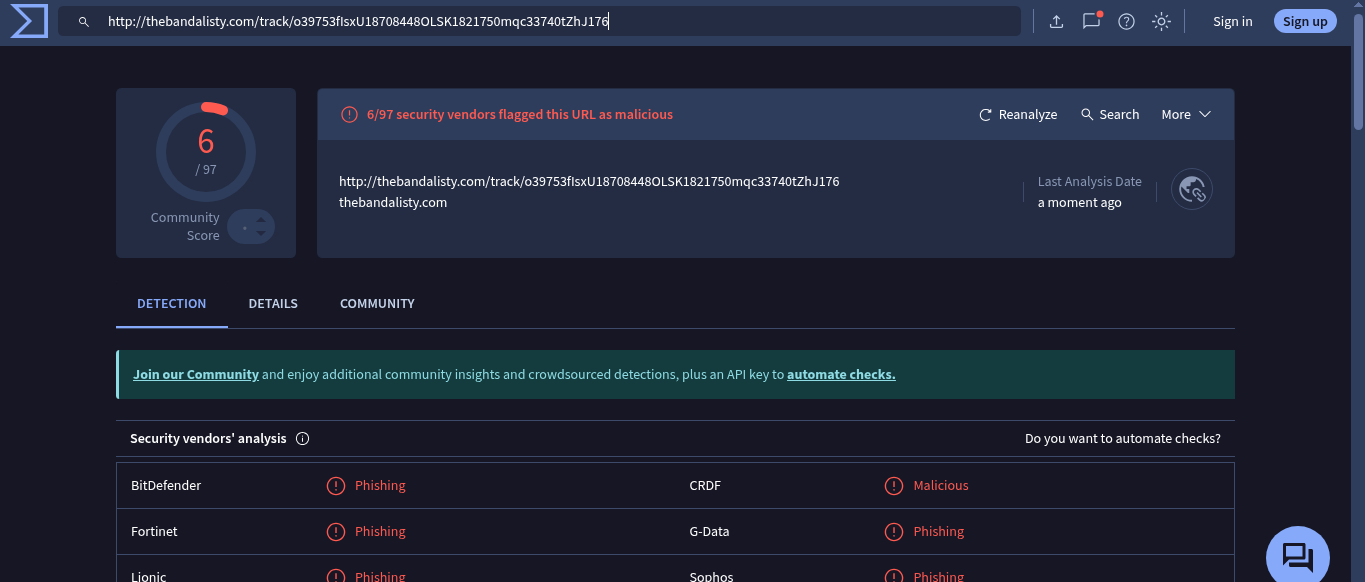 http://thebandalisty.com/track/o39753fIsxU18708448OLSK1821750mqc33740tZhJ176
Sign in
Sign up
6
/ 97
Community
Score
6/97 security vendors flagged this URL as malicious
Reanalyze
Search
More
http://thebandalisty.com/track/o39753fIsxU18708448OLSK1821750mqc33740tZhJ176
thebandalisty.com
Last Analysis Date
a moment ago
DETECTION
DETAILS
COMMUNITY
Join our Community and enjoy additional community insights and crowdsourced detections, plus an API key to automate checks.
Security vendors' analysis
Do you want to automate checks?
BitDefender
Phishing
CRDF
Malicious
Fortinet
Phishing
G-Data
Phishing
Lionic
Phishing
Sophos
Phishing